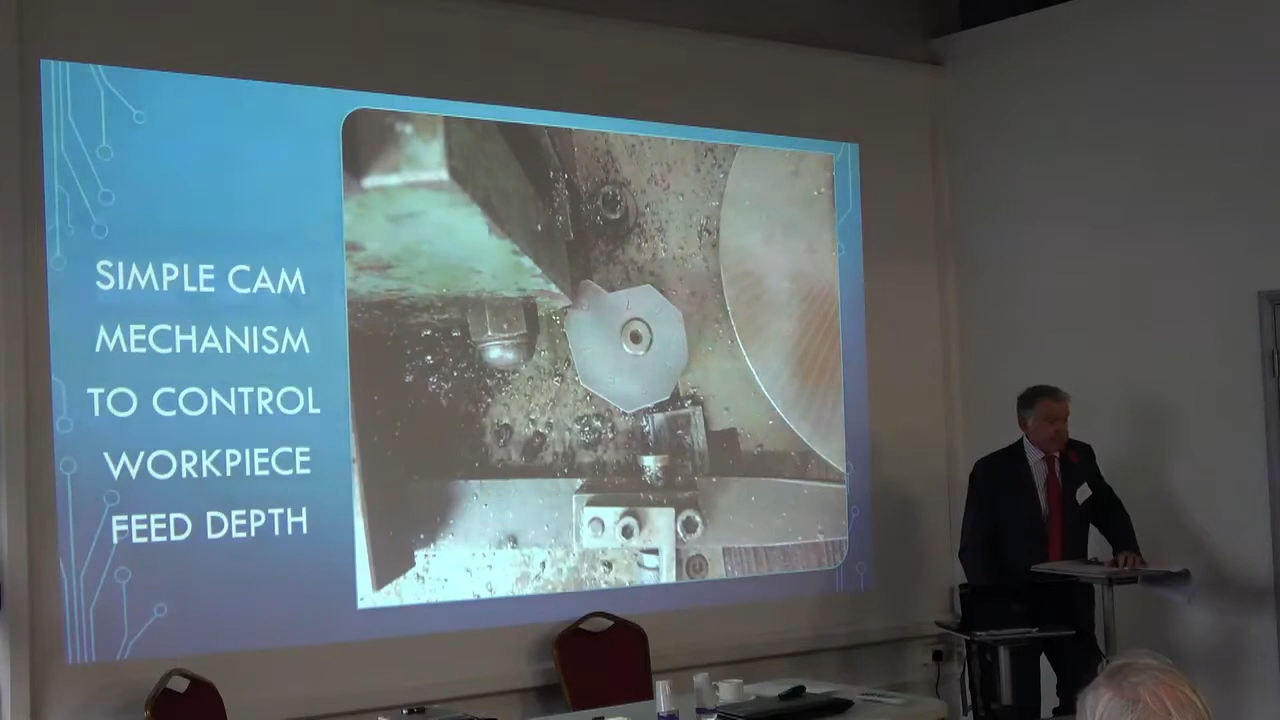 SIMPLE CAM
MECHANISM
TO CONTROL
WORKPIECE
FEED DEPTH